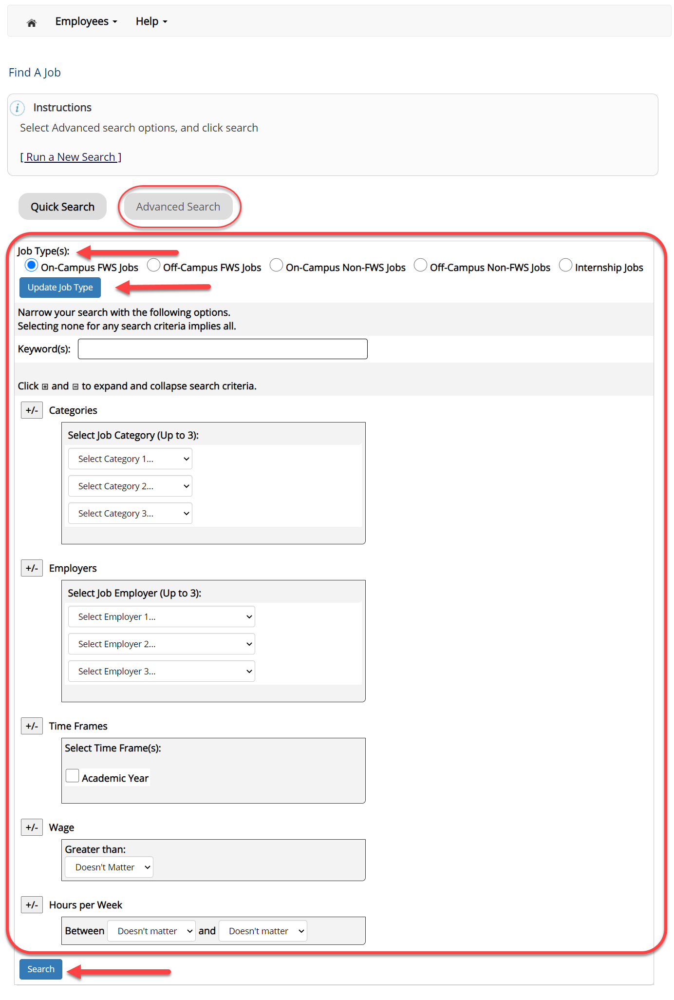 Employees Help
Find A Job
i Instructions
Select Advanced search options, and click search
[ Run a New Search ]
Quick Search Advanced Search
Job Type(s):
On-Campus FWS Jobs Off-Campus FWS Jobs On-Campus Non-FWS Jobs Off-Campus Non-FWS Jobs Internship Jobs
Update Job Type
Narrow your search with the following options.
Selecting none for any search criteria implies all.
Keyword(s):
Click + and - to expand and collapse search criteria.
+/- Categories
Select Job Category (Up to 3):
Select Category 1...
Select Category 2...
Select Category 3...
+/- Employers
Select Job Employer (Up to 3):
Select Employer 1...
Select Employer 2...
Select Employer 3...
+/- Time Frames
Select Time Frame(s):
Academic Year
+/- Wage
Greater than:
Doesn't Matter
+/- Hours per Week
Between Doesn't matter and Doesn't matter
Search